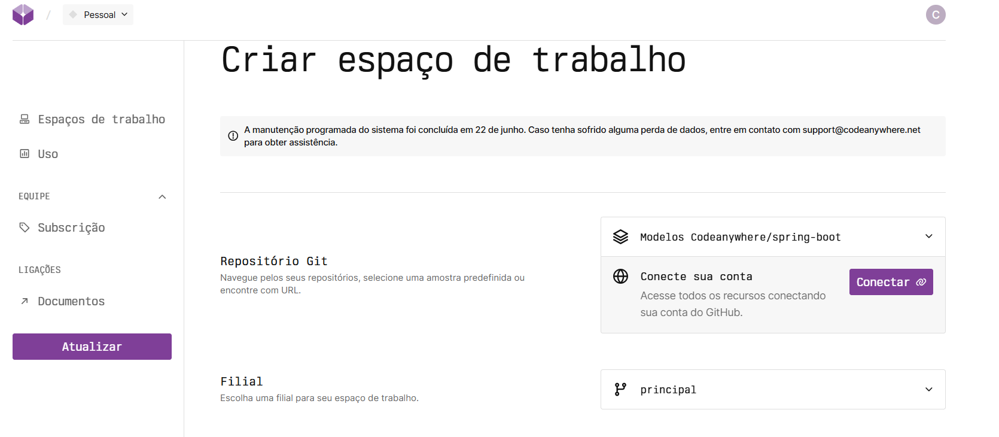 /
Pessoal
C
Criar espaço de trabalho
Espaços de trabalho
Uso
EQUIPE
Subscrição
LIGAÇÕES
Documentos
Atualizar
A manutenção programada do sistema foi concluída em 22 de junho. Caso tenha sofrido alguma perda de dados, entre em contato com support@codeanywhere.net
para obter assistência.
Repositório Git
Navegue pelos seus repositórios, selecione uma amostra predefinida ou
encontre com URL.
Modelos Codeanywhere/spring-boot
Conecte sua conta
Acesse todos os recursos conectando
sua conta do GitHub.
Conectar
Filial
Escolha uma filial para seu espaço de trabalho.
principal